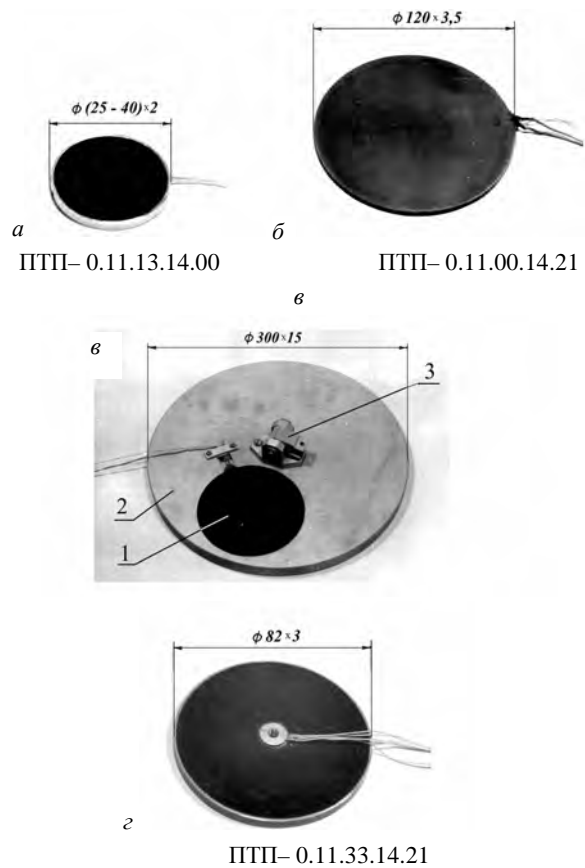 ϕ 120×3,5
ϕ (25 - 40)×2
а
б
ПТП– 0.11.13.14.00
ПТП– 0.11.00.14.21
в
в
ϕ 300×15
3
2
1
ϕ 82×3
г
ПТП– 0.11.33.14.21